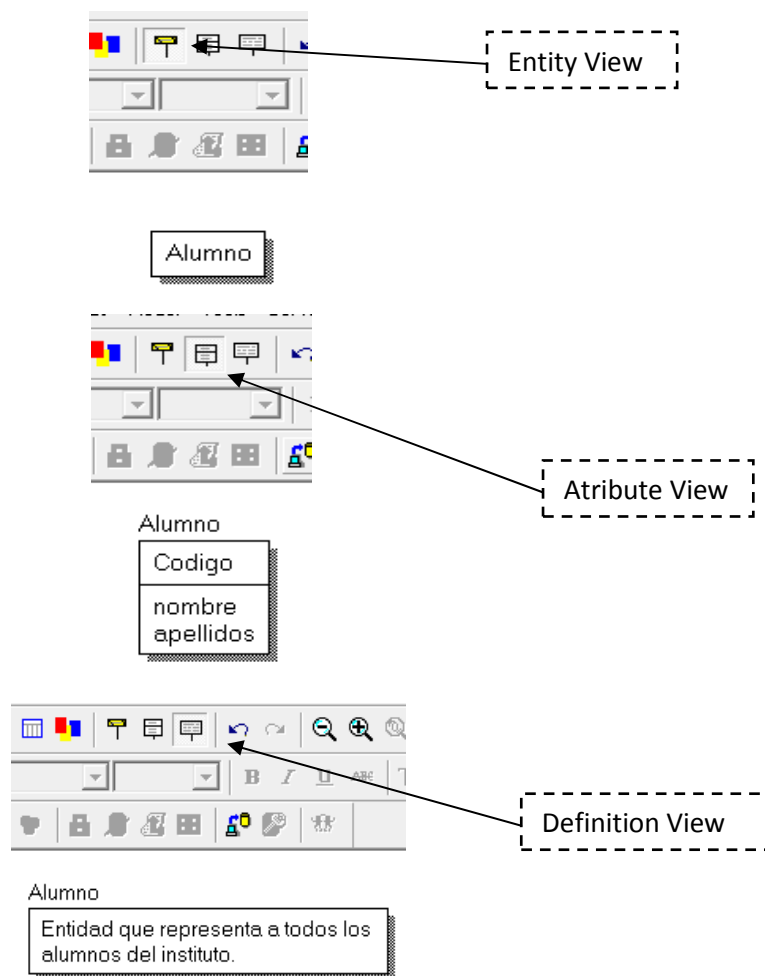 Entity View
Alumno
Atribute View
Alumno
Codigo
nombre
apellidos
B I U ABC
Definition View
Alumno
Entidad que representa a todos los
alumnos del instituto.